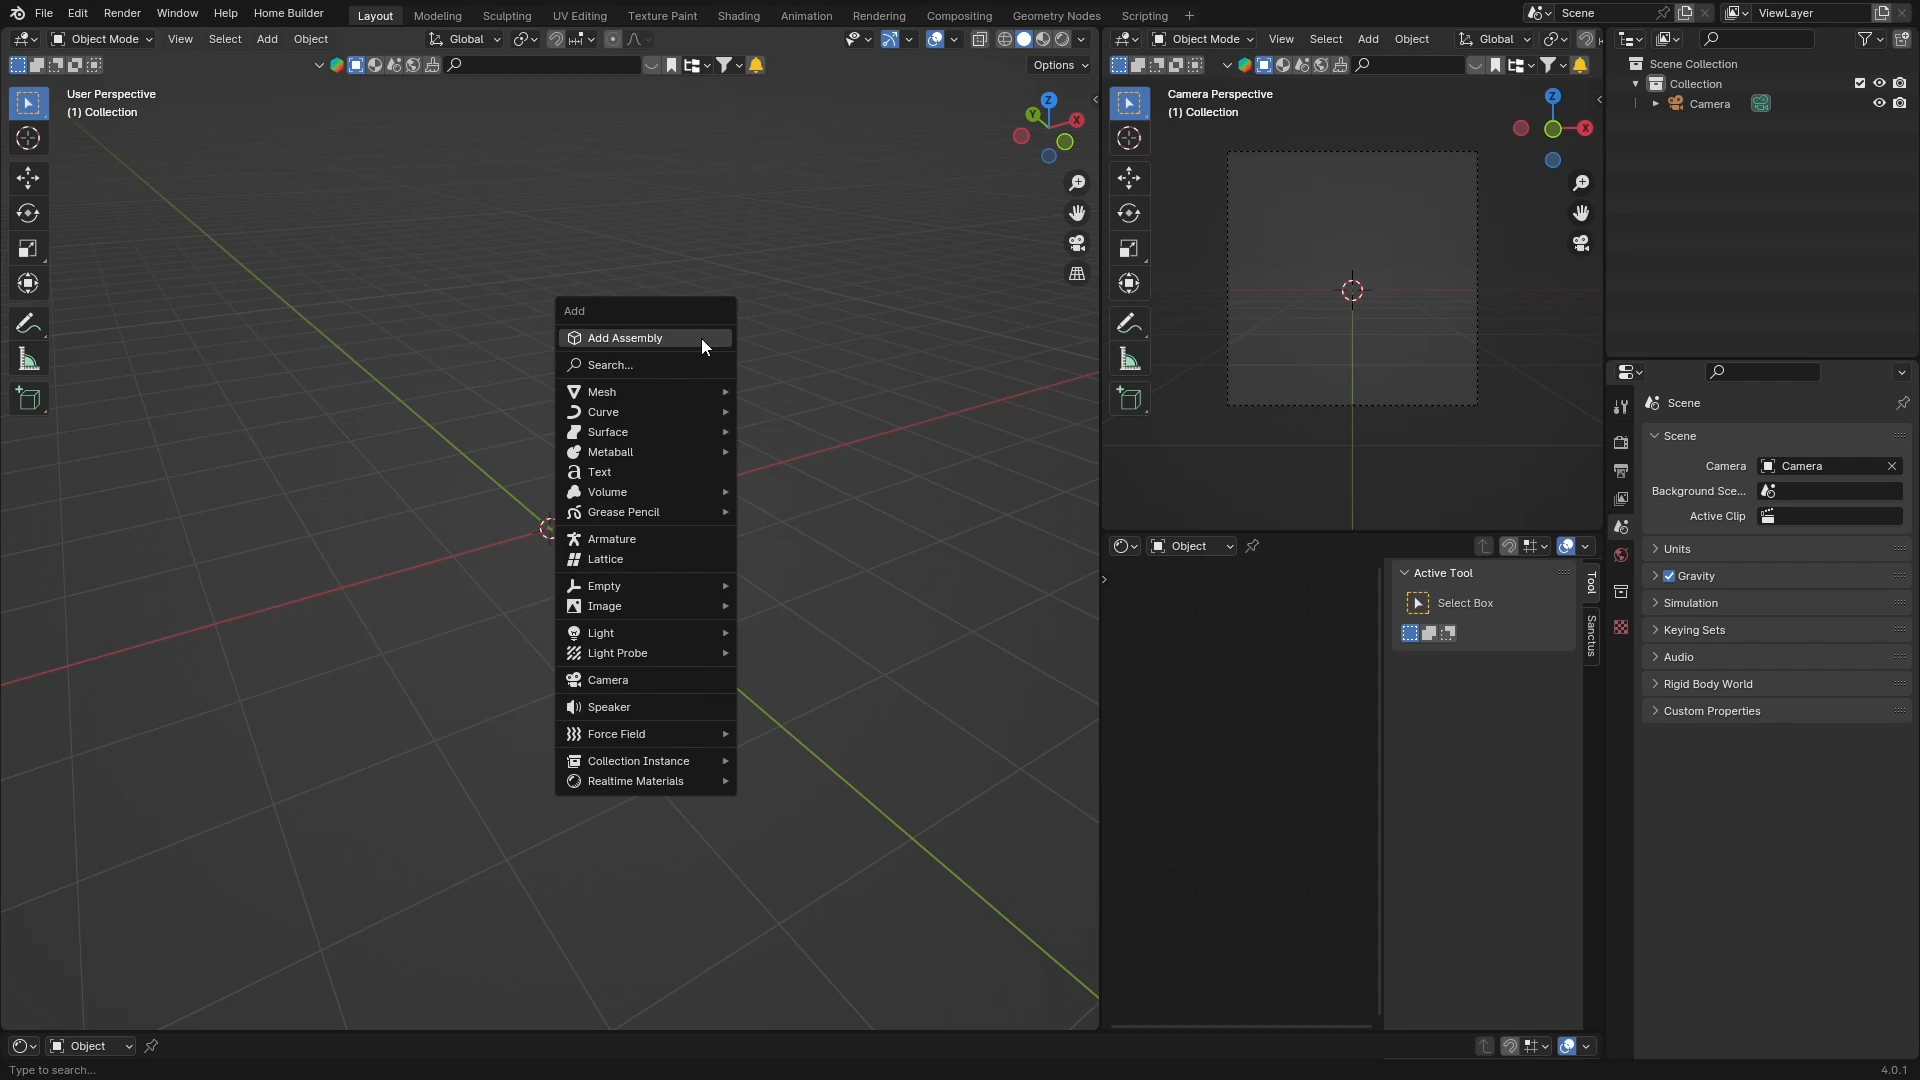 File Edit Render Window Help Home Builder Layout Modeling Sculpting UV Editing Texture Paint Shading Animation Rendering Compositing Geometry Nodes Scripting + Scene ViewLayer
Object Mode View Select Add Object Global
Options
User Perspective
(1) Collection
Z
Y
X
Add
Add Assembly
Search...
Mesh
Curve
Surface
Metaball
Text
Volume
Grease Pencil
Armature
Lattice
Empty
Image
Light
Light Probe
Camera
Speaker
Force Field
Collection Instance
Realtime Materials
Object Mode View Select Add Object Global
Camera Perspective
(1) Collection
Z
X
Object
Active Tool
Select Box
Tool
Sanctus
Scene Collection
Collection
Camera
Scene
Scene
Camera Camera
Background Sce...
Active Clip
Units
Gravity
Simulation
Keying Sets
Audio
Rigid Body World
Custom Properties
Object
Type to search...
4.0.1